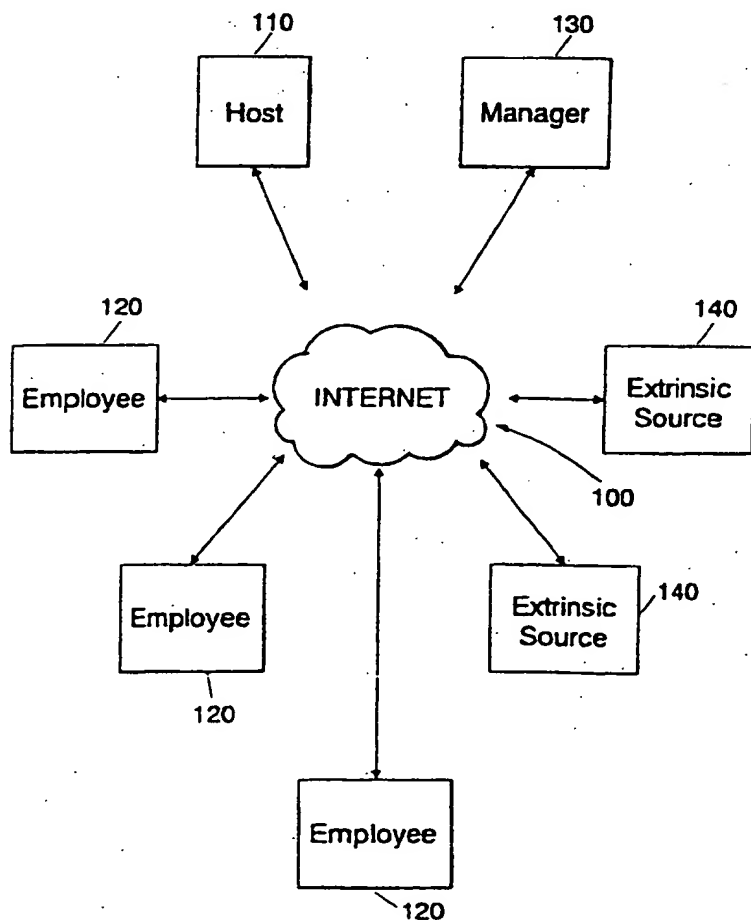 110
130
Host
Manager
120
140
Employee
INTERNET
Extrinsic
Source
100
Employee
Extrinsic
Source
140
120
Employee
120